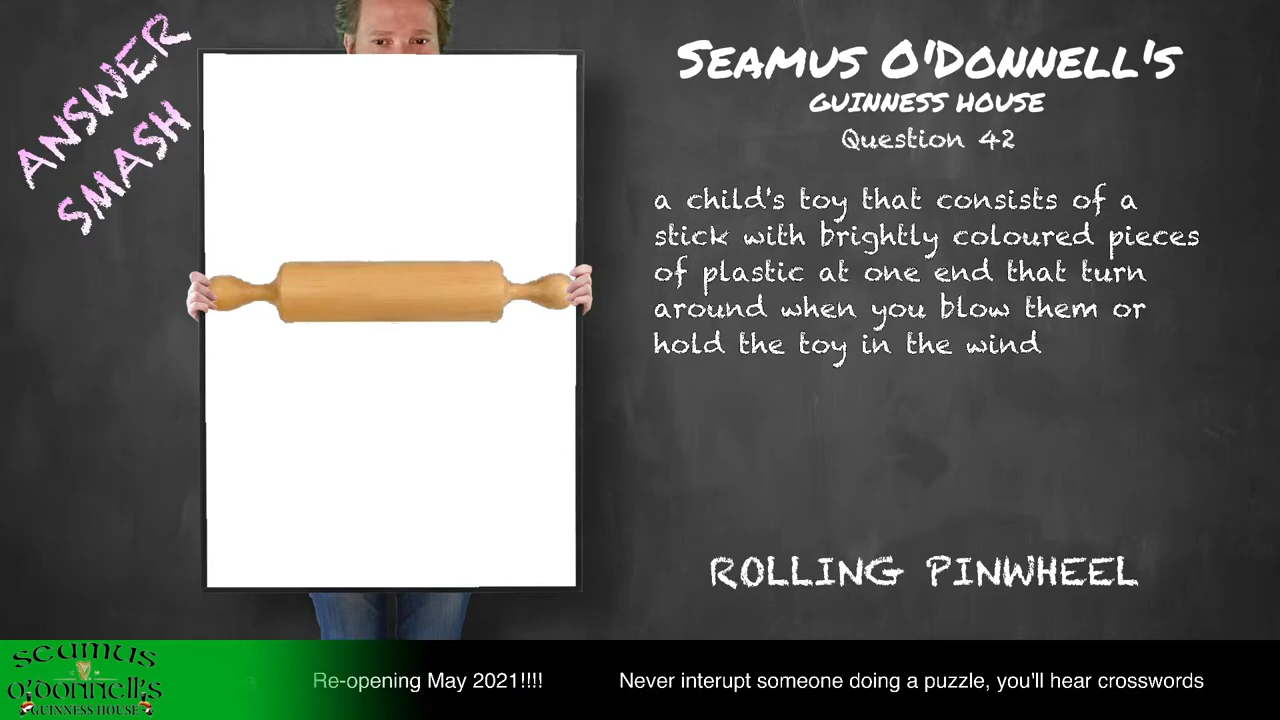 ANSWER
SMASH
SEAMUS O'DONNELL'S
GUINNESS HOUSE
Question 42
a child's toy that consists of a
stick with brightly coloured pieces
of plastic at one end that turn
around when you blow them or
hold the toy in the wind
ROLLING PINWHEEL
seamus
o'donnell's
GUINNESS HOUSE
Re-opening May 2021!!!!
Never interupt someone doing a puzzle, you'll hear crosswords